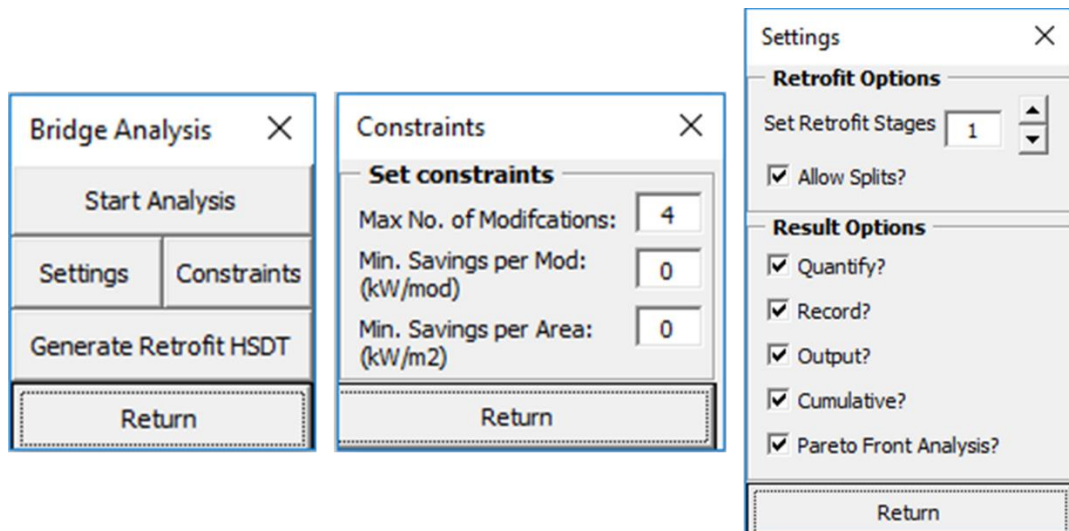 Bridge Analysis
Start Analysis
Settings
Constraints
Generate Retrofit HSDT
Return
Constraints
Set constraints
Max No. of Modifcations:
4
Min. Savings per Mod:
(kW/mod)
0
Min. Savings per Area:
(kW/m2)
0
Return
Settings
Retrofit Options
Set Retrofit Stages
1
Allow Splits?
Result Options
Quantify?
Record?
Output?
Cumulative?
Pareto Front Analysis?
Return